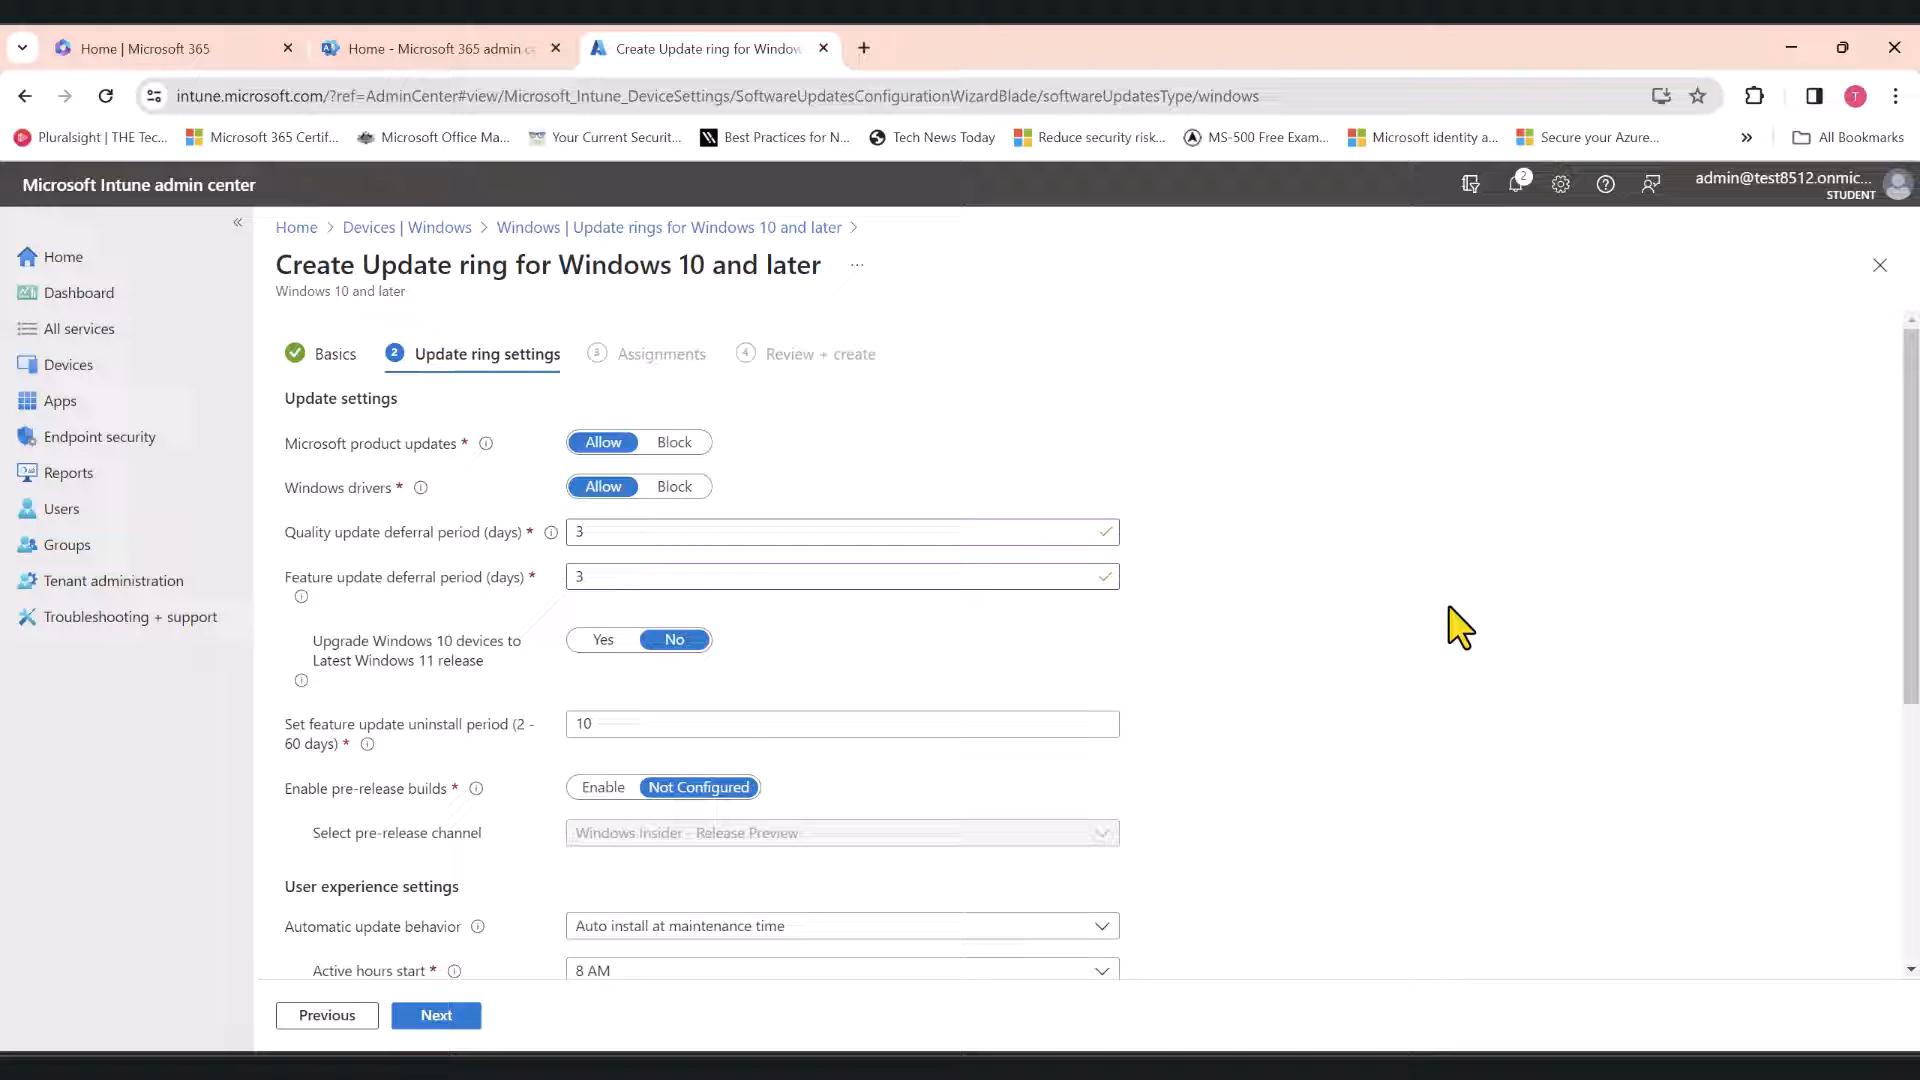 Home | Microsoft 365
Home - Microsoft 365 admin ce
Create Update ring for Window
intune.microsoft.com/?ref=AdminCenter#view/Microsoft_Intune_DeviceSettings/SoftwareUpdatesConfigurationWizardBlade/softwareUpdatesType/windows
T
Pluralsight | THE Tec...
Microsoft 365 Certif...
Microsoft Office Ma...
Your Current Securit...
Best Practices for N...
Tech News Today
Reduce security risk...
MS-500 Free Exam...
Microsoft identity a...
Secure your Azure...
»
All Bookmarks
Microsoft Intune admin center
2
admin@test8512.onmic...
STUDENT
«
Home > Devices | Windows > Windows | Update rings for Windows 10 and later >
Create Update ring for Windows 10 and later ...
Windows 10 and later
Home
Dashboard
All services
Devices
Apps
Endpoint security
Reports
Users
Groups
Tenant administration
Troubleshooting + support
Basics
2 Update ring settings
3 Assignments
4 Review + create
Update settings
Microsoft product updates * Allow Block
Windows drivers * Allow Block
Quality update deferral period (days) * 3
Feature update deferral period (days) * 3
Upgrade Windows 10 devices to
Latest Windows 11 release
Yes No
Set feature update uninstall period (2 -
60 days) *
10
Enable pre-release builds * Enable Not Configured
Select pre-release channel Windows Insider - Release Preview
User experience settings
Automatic update behavior Auto install at maintenance time
Active hours start * 8 AM
Previous Next